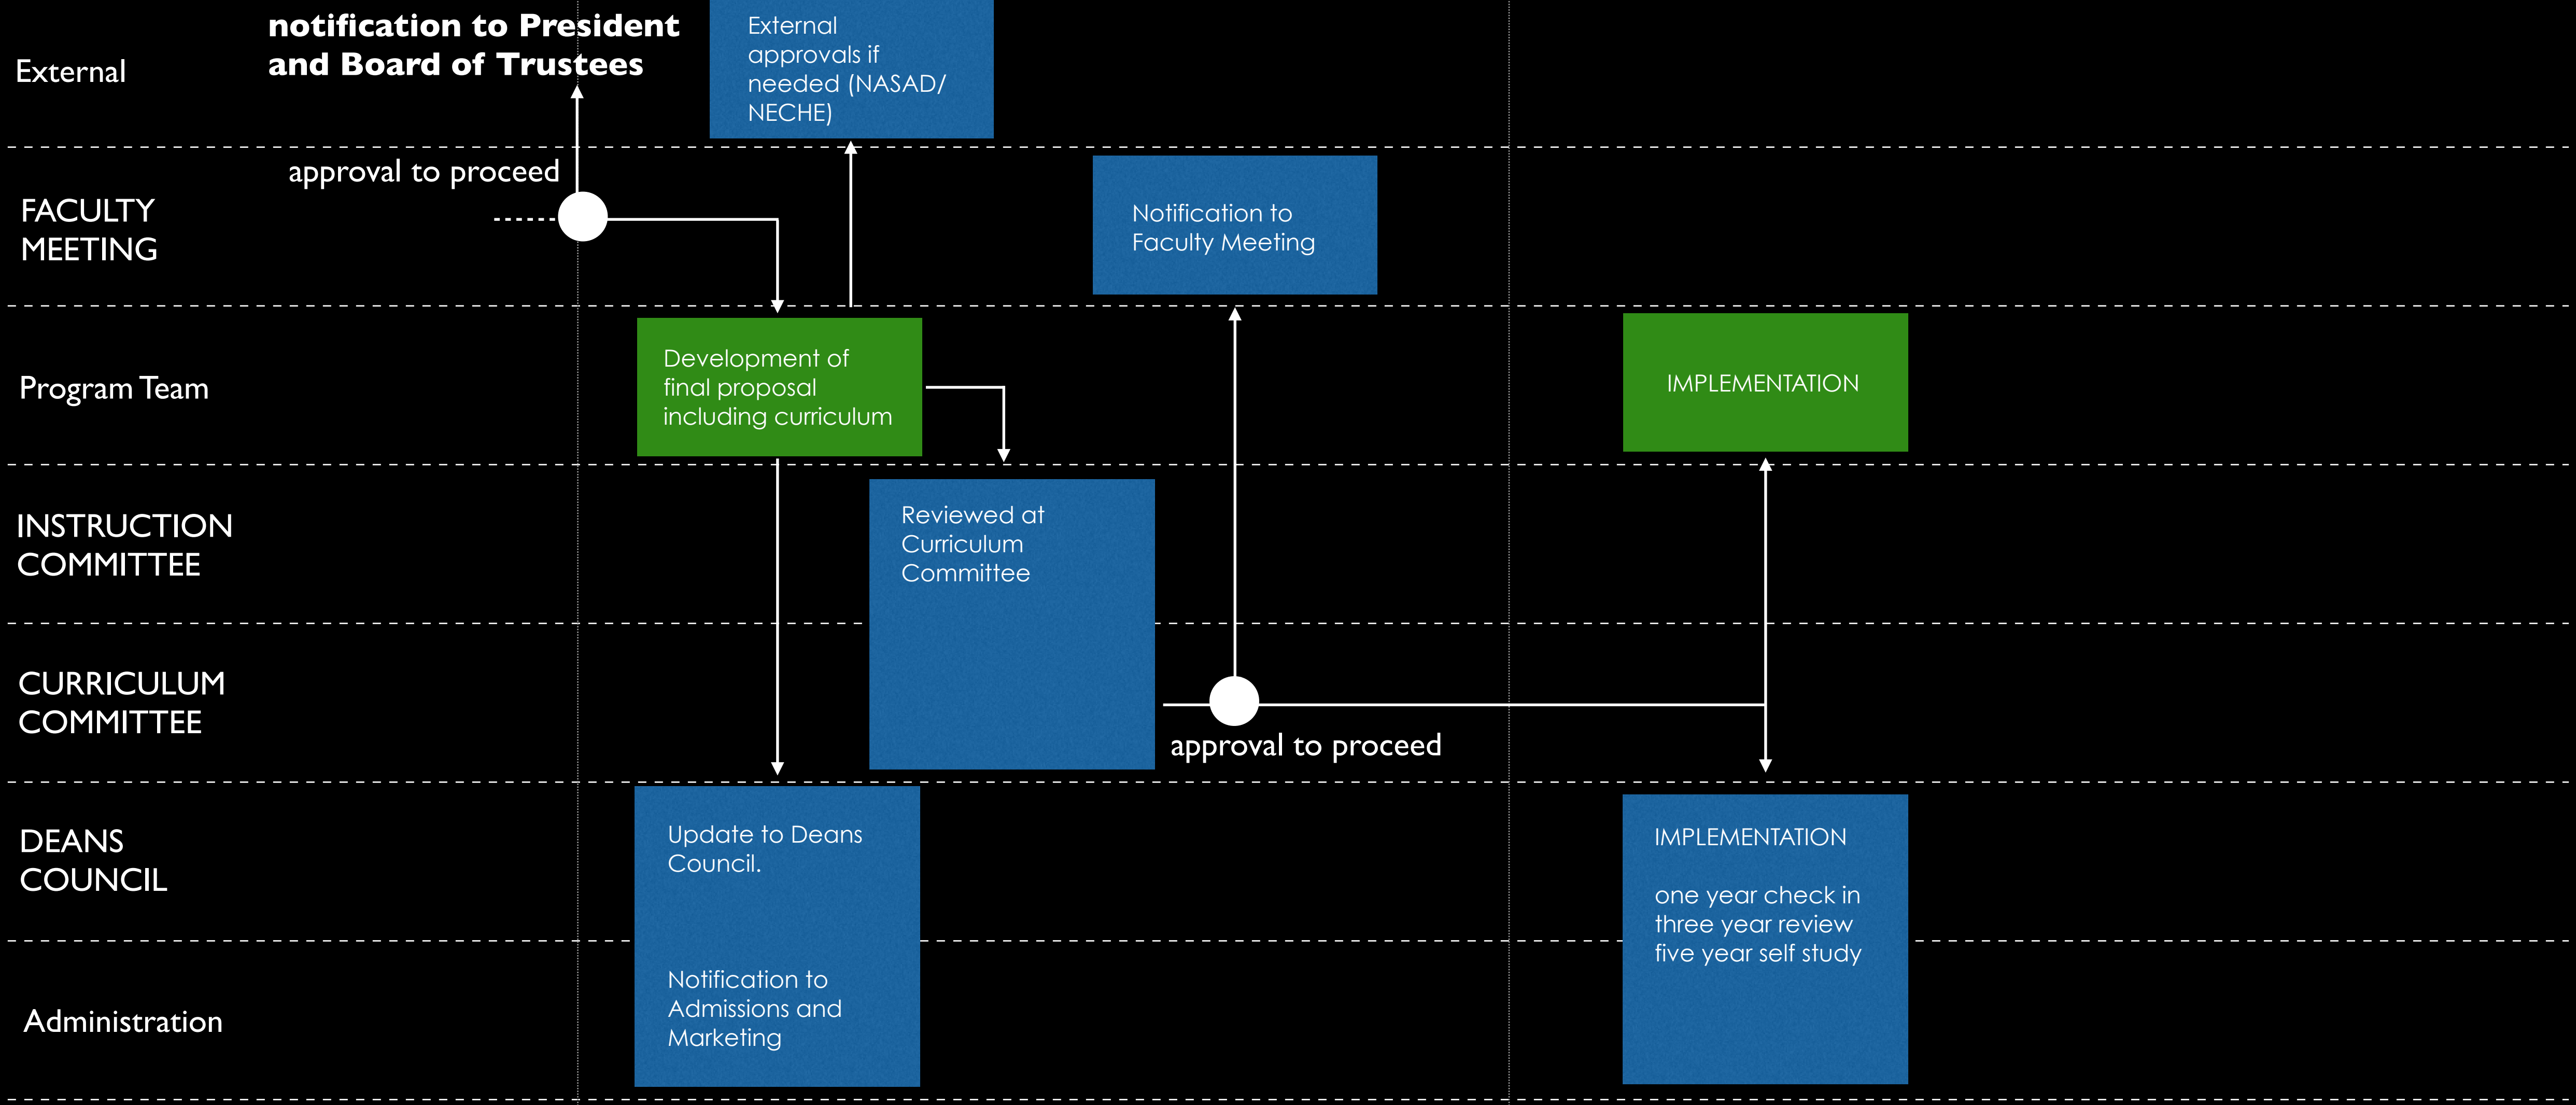 notification to President
and Board of Trustees
External
External
approvals if
needed (NASAD/
NECHE)
approval to proceed
FACULTY
MEETING
Notification to
Faculty Meeting
Program Team
Development of
final proposal
including curriculum
IMPLEMENTATION
INSTRUCTION
COMMITTEE
Reviewed at
Curriculum
Committee
CURRICULUM
COMMITTEE
approval to proceed
DEANS
COUNCIL
Update to Deans
Council.
IMPLEMENTATION
one year check in
three year review
five year self study
Administration
Notification to
Admissions and
Marketing